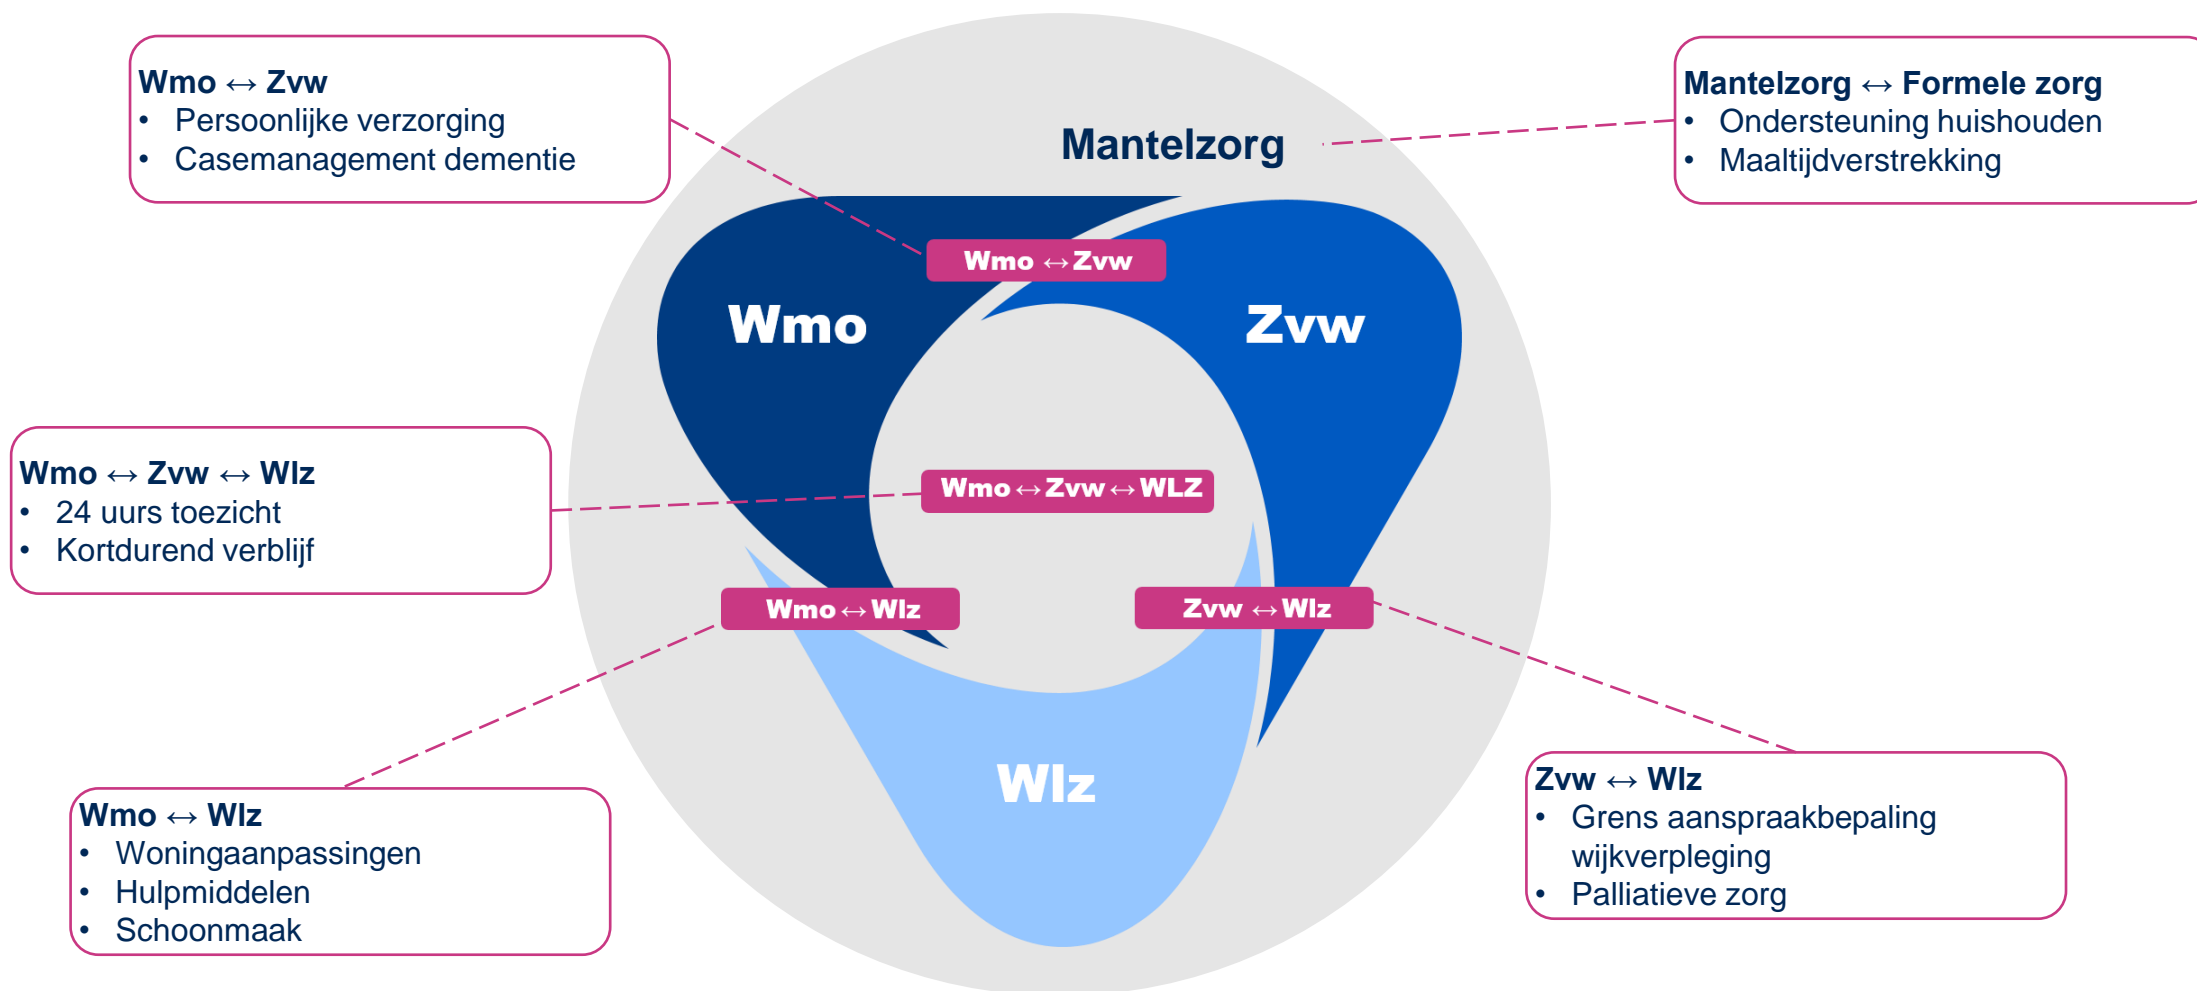 Wmo ↔ Zvw
• Persoonlijke verzorging
• Casemanagement dementie
Mantelzorg ↔ Formele zorg
• Ondersteuning huishouden
• Maaltijdverstrekking
Mantelzorg
Wmo ↔ Zvw
Wmo
Zvw
Wmo ↔ Zvw ↔ Wlz
• 24 uurs toezicht
• Kortdurend verblijf
Wmo ↔ Zvw ↔ WLZ
Wmo ↔ Wlz
Zvw ↔ Wlz
Wlz
Wmo ↔ Wlz
• Woningaanpassingen
• Hulpmiddelen
• Schoonmaak
Zvw ↔ Wlz
• Grens aanspraakbepaling
wijkverpleging
• Palliatieve zorg